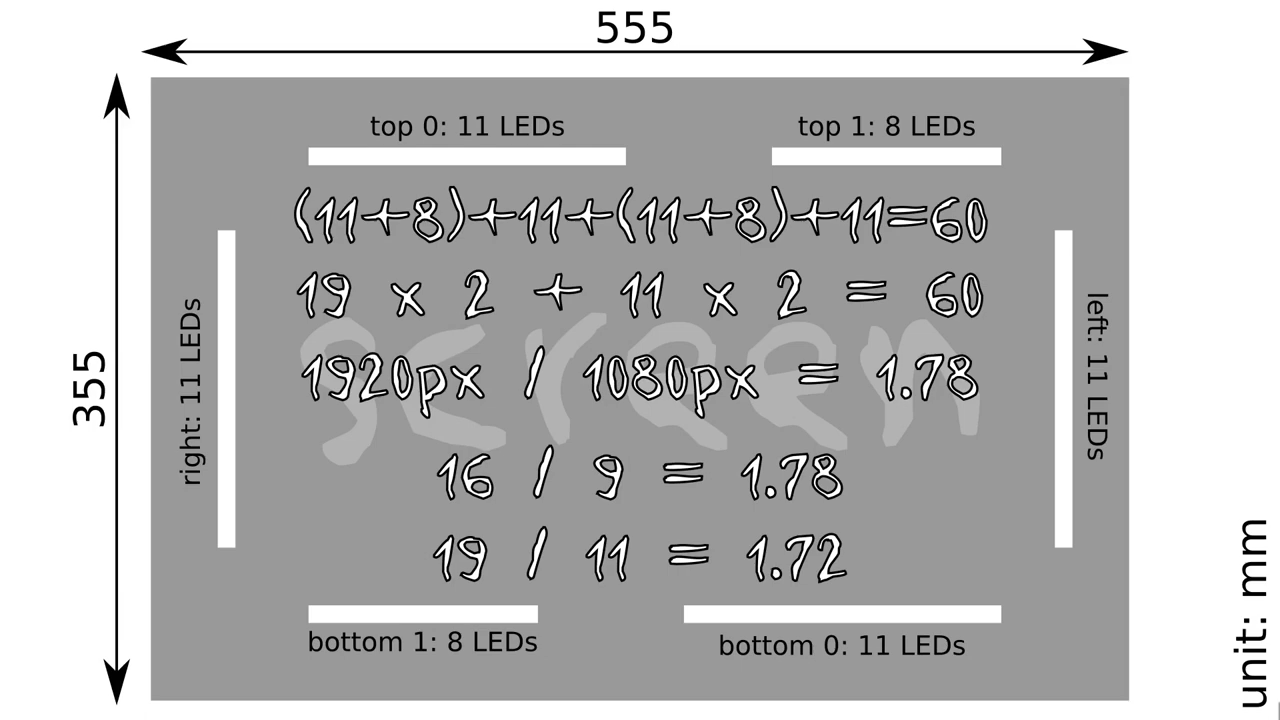 555
top 0: 11 LEDs
top 1: 8 LEDs
(11+8)+11+(11+8)+11=60
19 x 2 + 11 x 2 = 60
screen
1920px / 1080px = 1.78
16 / 9 = 1.78
19 / 11 = 1.72
355
right: 11 LEDs
left: 11 LEDs
bottom 1: 8 LEDs
bottom 0: 11 LEDs
unit: mm